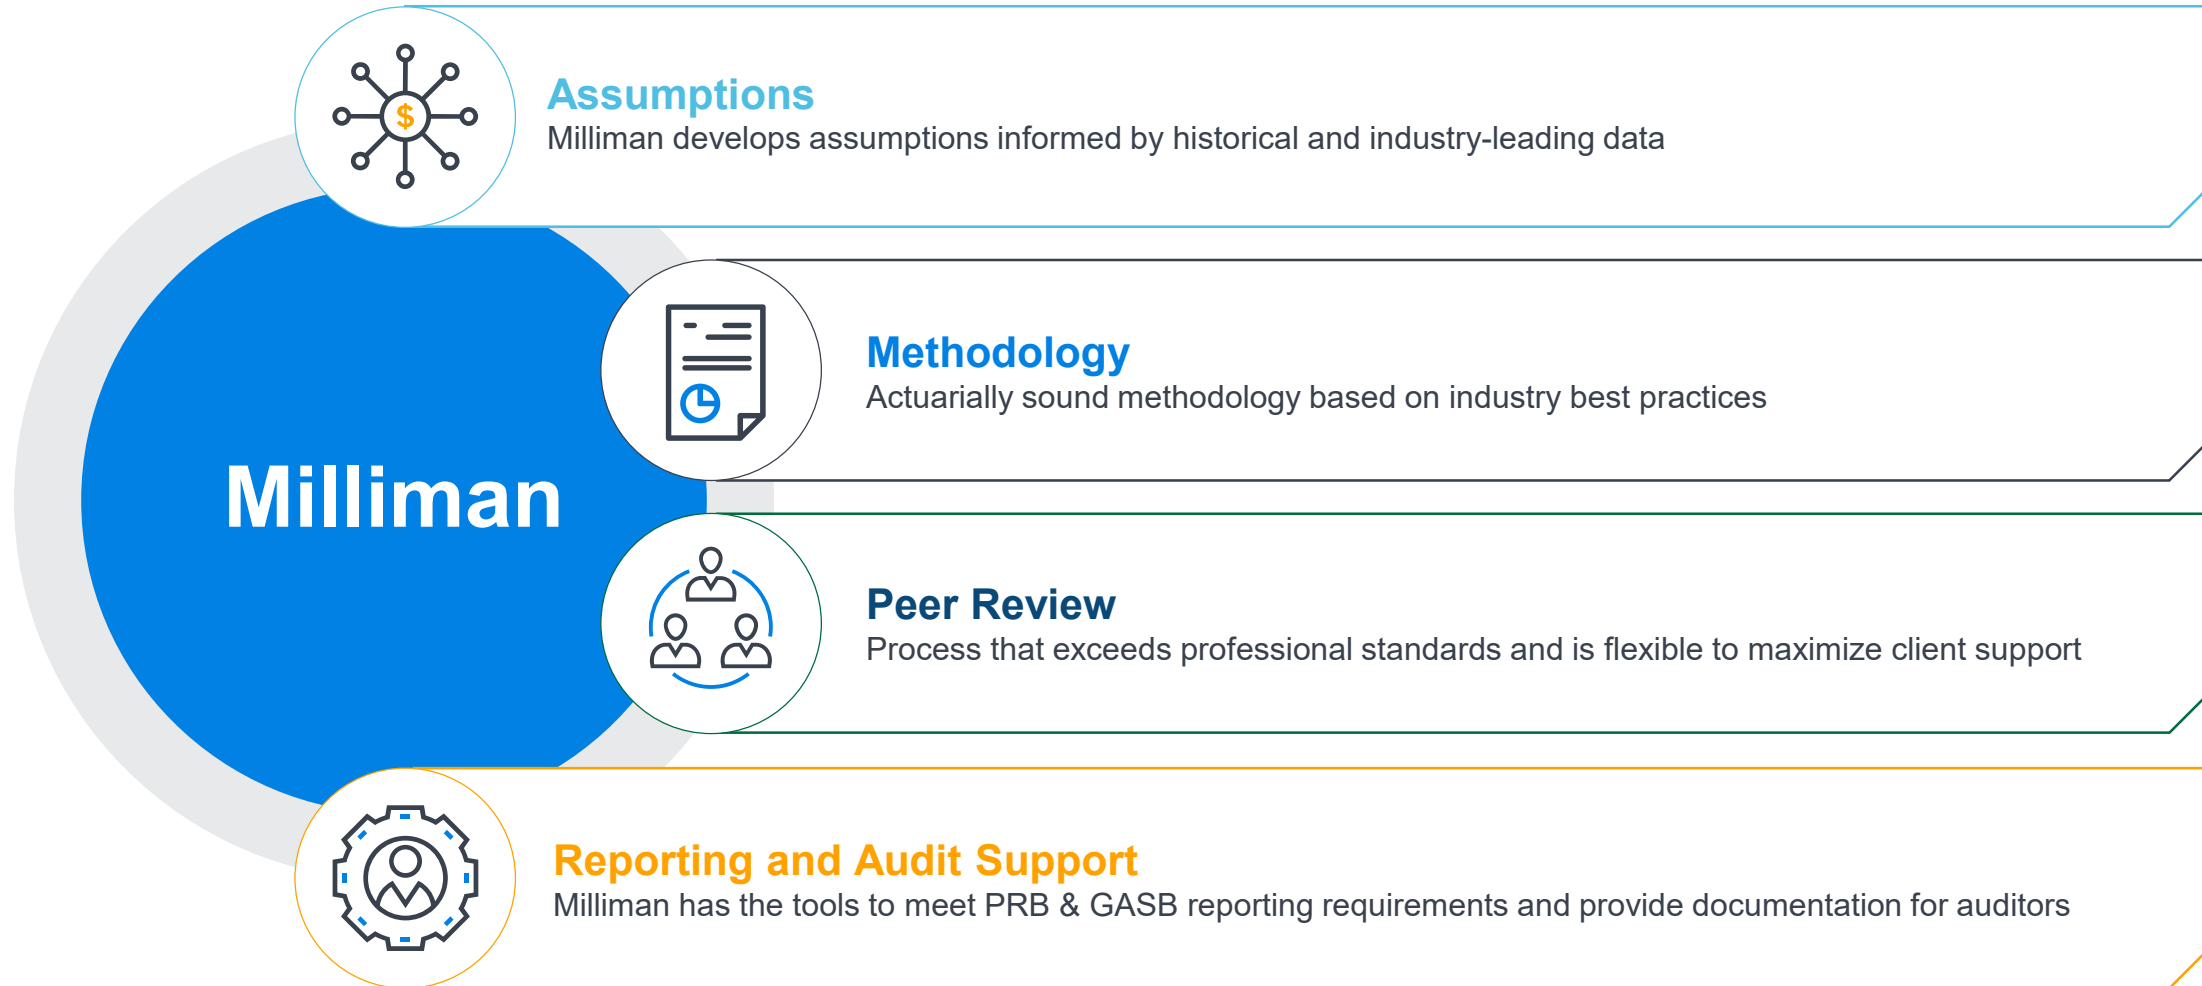 Assumptions
Milliman develops assumptions informed by historical and industry-leading data
Methodology
Actuarially sound methodology based on industry best practices
Milliman
Peer Review
Process that exceeds professional standards and is flexible to maximize client support
Reporting and Audit Support
Milliman has the tools to meet PRB & GASB reporting requirements and provide documentation for auditors
$